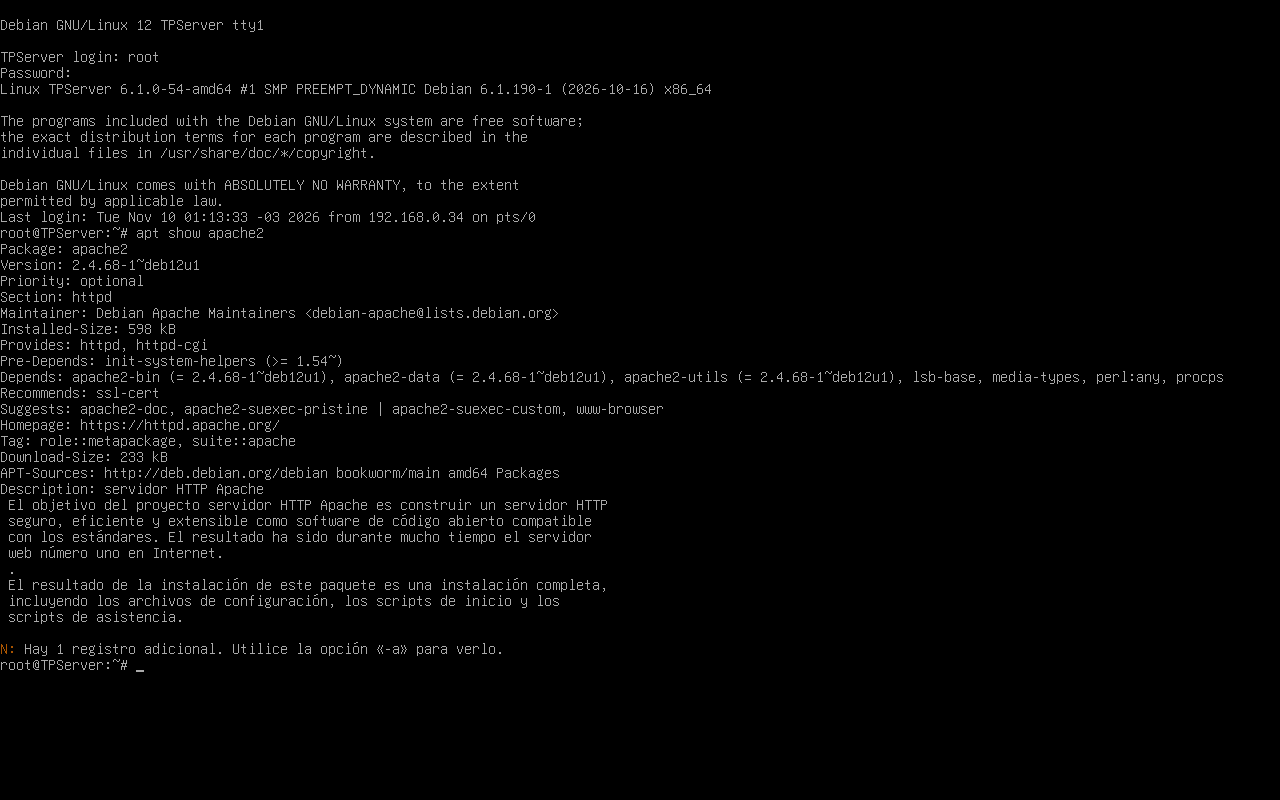 Debian GNU/Linux 12 TPServer tty1
TPServer login: root
Password:
Linux TPServer 6.1.0-54-amd64 #1 SMP PREEMPT_DYNAMIC Debian 6.1.190-1 (2026-10-16) x86_64
The programs included with the Debian GNU/Linux system are free software;
the exact distribution terms for each program are described in the
individual files in /usr/share/doc/*/copyright.
Debian GNU/Linux comes with ABSOLUTELY NO WARRANTY, to the extent
permitted by applicable law.
Last login: Tue Nov 10 01:13:33 -03 2026 from 192.168.0.34 on pts/0
root@TPServer:~# apt show apache2
Package: apache2
Version: 2.4.68-1~deb12u1
Priority: optional
Section: httpd
Maintainer: Debian Apache Maintainers <debian-apache@lists.debian.org>
Installed-Size: 598 kB
Provides: httpd, httpd-cgi
Pre-Depends: init-system-helpers (>= 1.54~)
Depends: apache2-bin (= 2.4.68-1~deb12u1), apache2-data (= 2.4.68-1~deb12u1), apache2-utils (= 2.4.68-1~deb12u1), lsb-base, media-types, perl:any, procps
Recommends: ssl-cert
Suggests: apache2-doc, apache2-suexec-pristine | apache2-suexec-custom, www-browser
Homepage: https://httpd.apache.org/
Tag: role::metapackage, suite::apache
Download-Size: 233 kB
APT-Sources: http://deb.debian.org/debian bookworm/main amd64 Packages
Description: servidor HTTP Apache
 El objetivo del proyecto servidor HTTP Apache es construir un servidor HTTP
 seguro, eficiente y extensible como software de código abierto compatible
 con los estándares. El resultado ha sido durante mucho tiempo el servidor
 web número uno en Internet.
 .
 El resultado de la instalación de este paquete es una instalación completa,
 incluyendo los archivos de configuración, los scripts de inicio y los
 scripts de asistencia.
N: Hay 1 registro adicional. Utilice la opción «-a» para verlo.
root@TPServer:~# _